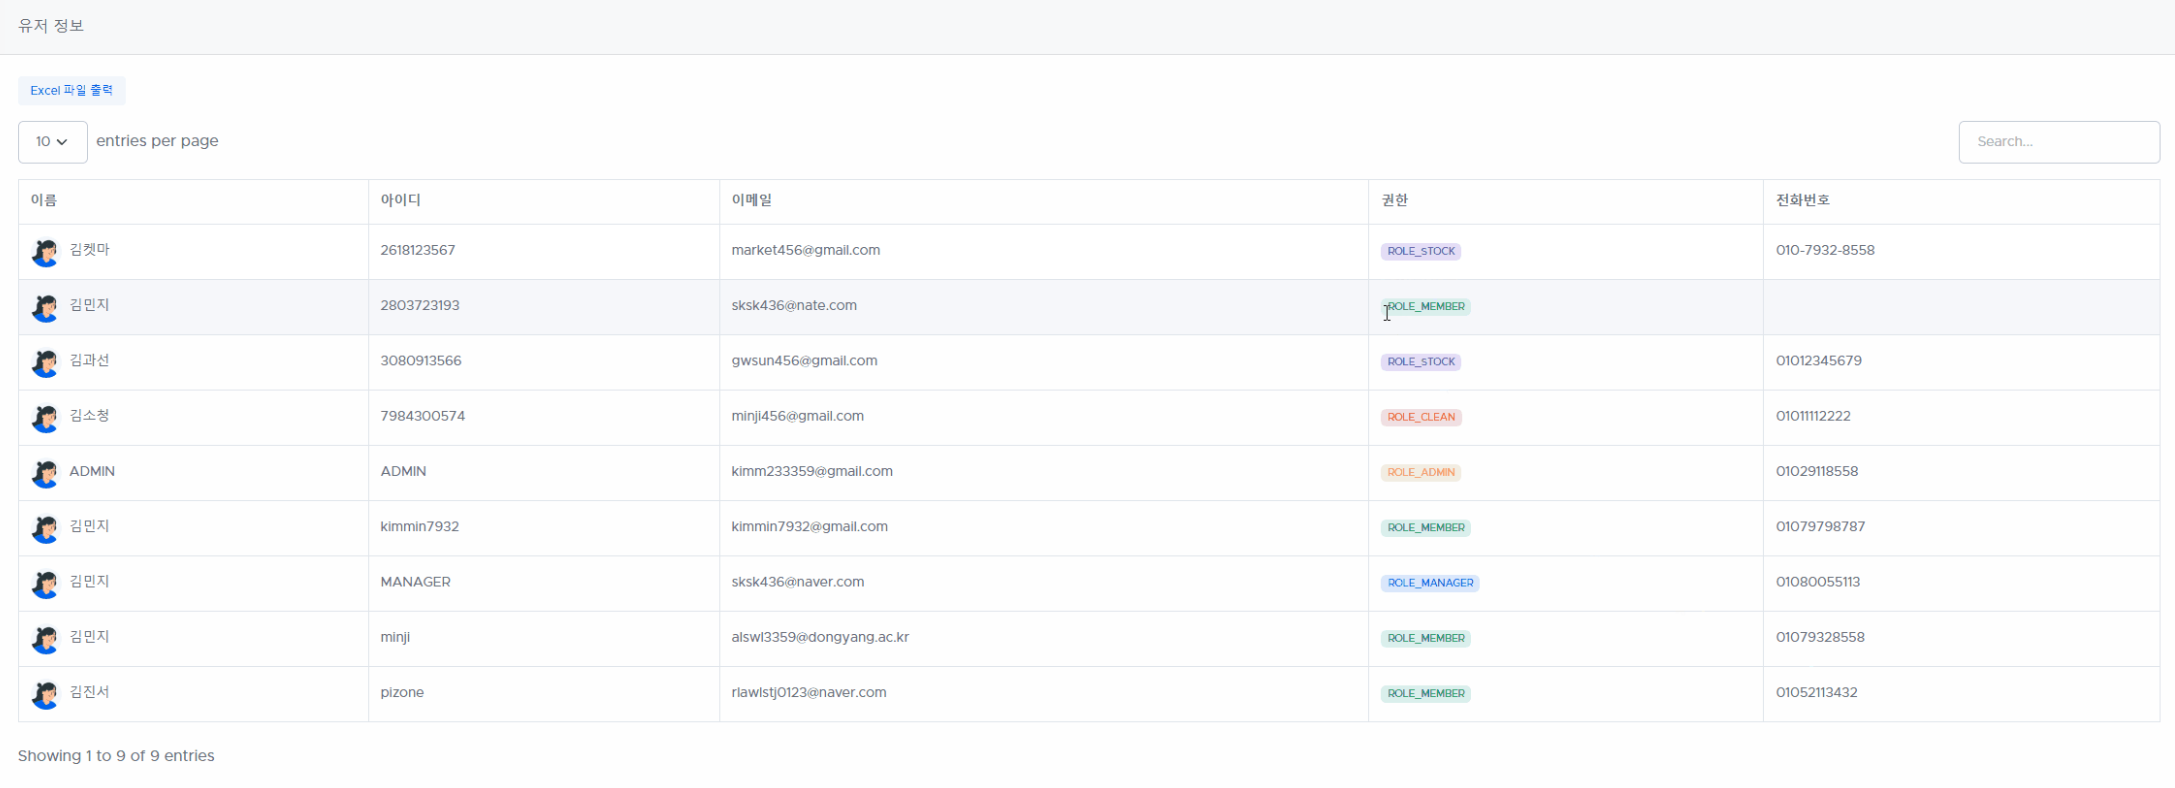 유저 정보
Excel 파일 출력
10 entries per page Search...
이름 아이디 이메일 권한 전화번호
김켓마 2618123567 market456@gmail.com ROLE_STOCK 010-7932-8558
김민지 2803723193 sksk436@nate.com ROLE_MEMBER
김과선 3080913566 gwsun456@gmail.com ROLE_STOCK 01012345679
김소청 7984300574 minji456@gmail.com ROLE_CLEAN 01011112222
ADMIN ADMIN kimm233359@gmail.com ROLE_ADMIN 01029118558
김민지 kimmin7932 kimmin7932@gmail.com ROLE_MEMBER 01079798787
김민지 MANAGER sksk436@naver.com ROLE_MANAGER 01080055113
김민지 minji alswl3359@dongyang.ac.kr ROLE_MEMBER 01079328558
김진서 pizone rlawlstj0123@naver.com ROLE_MEMBER 01052113432
Showing 1 to 9 of 9 entries